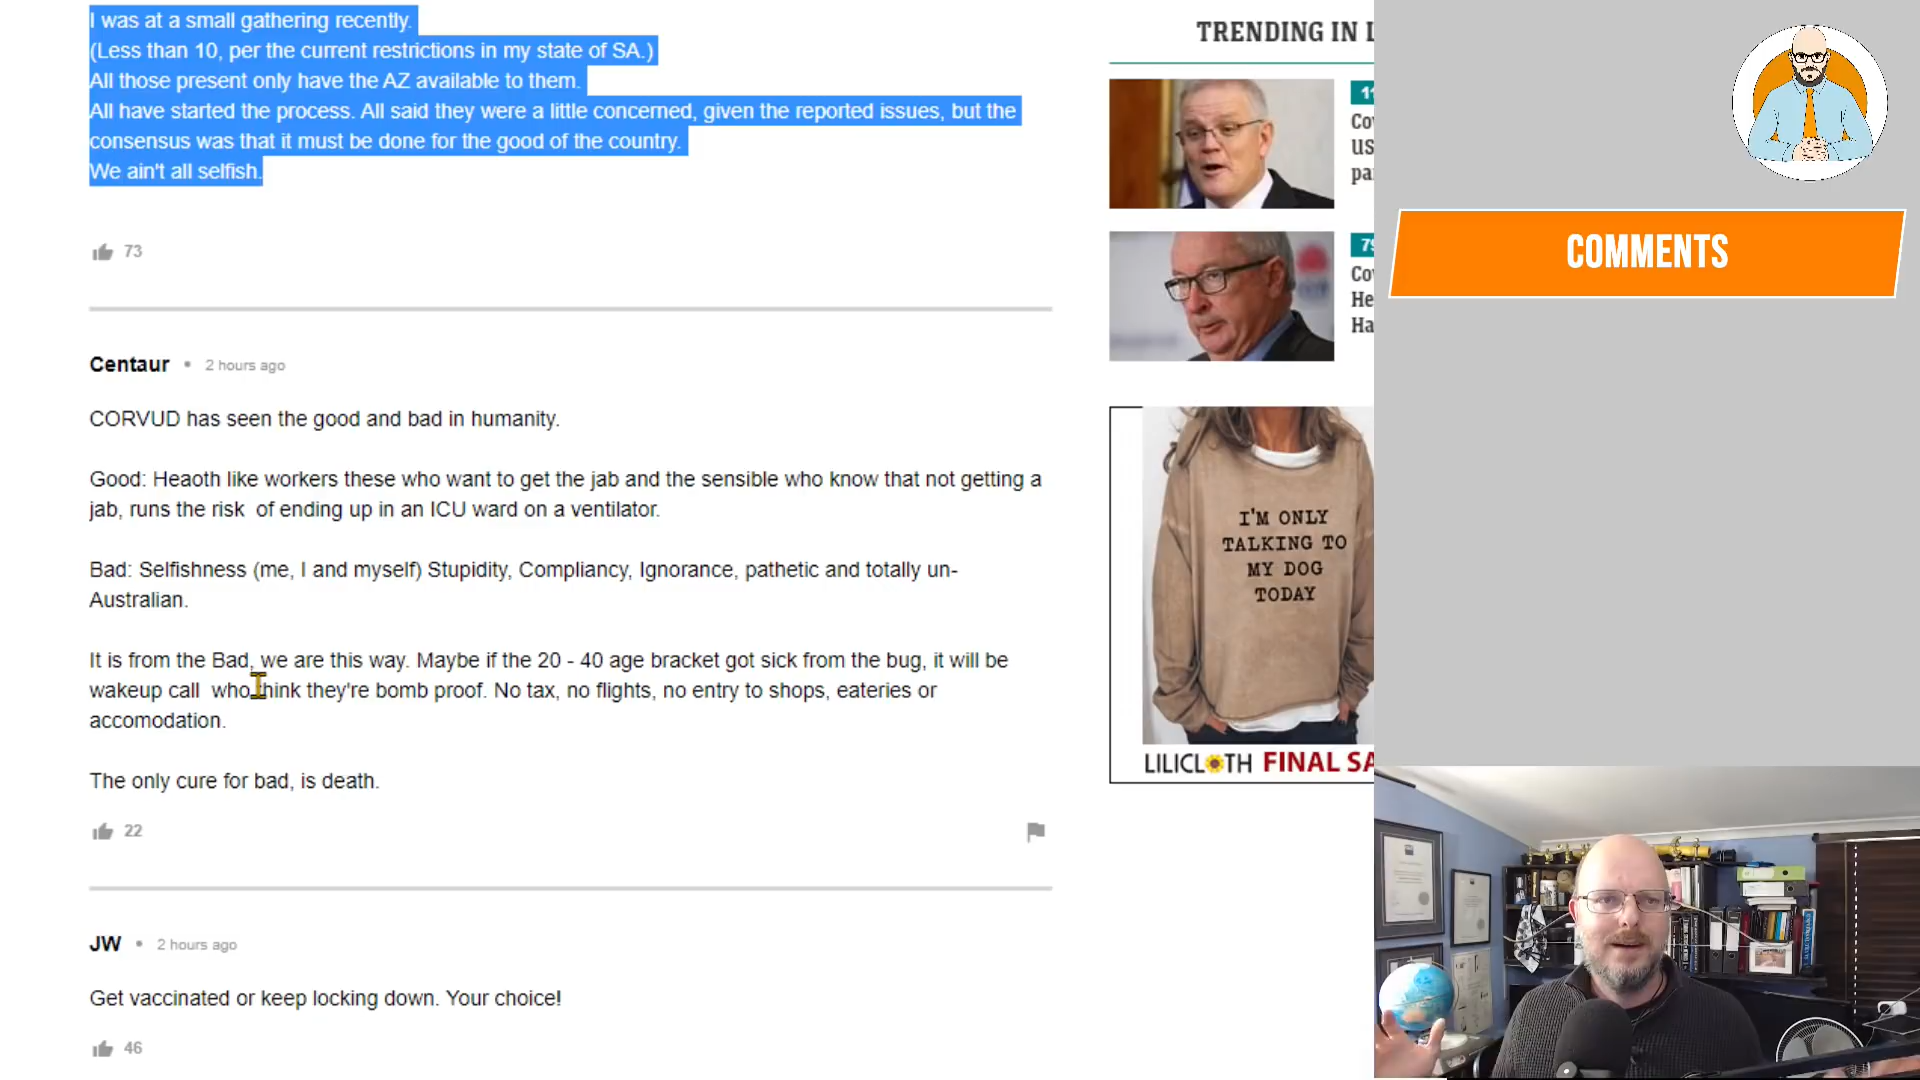 I was at a small gathering recently.
(Less than 10, per the current restrictions in my state of SA.)
All those present only have the AZ available to them.
All have started the process. All said they were a little concerned, given the reported issues, but the
consensus was that it must be done for the good of the country.
We ain't all selfish.
73
Centaur • 2 hours ago
CORVUD has seen the good and bad in humanity.
Good: Heaoth like workers these who want to get the jab and the sensible who know that not getting a
jab, runs the risk of ending up in an ICU ward on a ventilator.
Bad: Selfishness (me, I and myself) Stupidity, Compliancy, Ignorance, pathetic and totally un-
Australian.
It is from the Bad, we are this way. Maybe if the 20 - 40 age bracket got sick from the bug, it will be
wakeup call who think they're bomb proof. No tax, no flights, no entry to shops, eateries or
accomodation.
The only cure for bad, is death.
22
JW • 2 hours ago
Get vaccinated or keep locking down. Your choice!
46
TRENDING IN
Co
US
pa
Co
He
Ha
I'M ONLY
TALKING TO
MY DOG
TODAY
LILICLOTH FINAL SA
COMMENTS